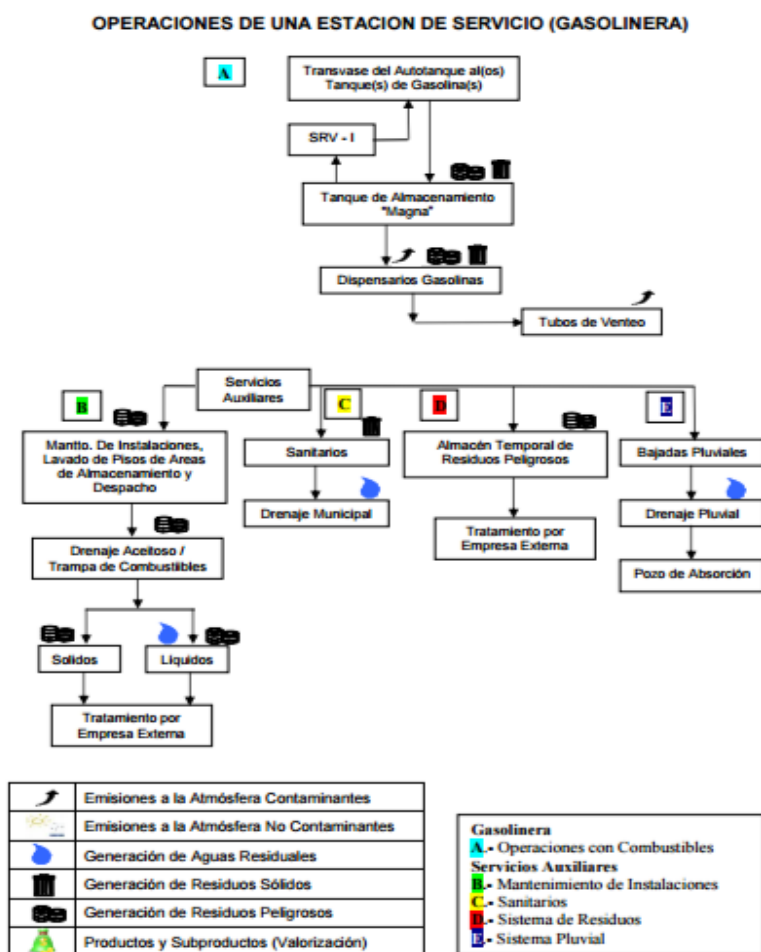 OPERACIONES DE UNA ESTACION DE SERVICIO (GASOLINERA)
A
Transvase del Autotanque al(os)
Tanque(s) de Gasolina(s)
SRV - I
Tanque de Almacenamiento
"Magna"
Dispensarios Gasolinas
Tubos de Venteo
Servicios
Auxiliares
B
C
D
E
Mantto. De Instalaciones,
Lavado de Pisos de Areas
de Almacenamiento y
Despacho
Sanitarios
Almacén Temporal de
Residuos Peligrosos
Bajadas Pluviales
Drenaje Municipal
Drenaje Pluvial
Tratamiento por
Empresa Externa
Drenaje Aceitoso /
Trampa de Combustibles
Pozo de Absorción
Solidos
Líquidos
Tratamiento por
Empresa Externa
Emisiones a la Atmósfera Contaminantes
Emisiones a la Atmósfera No Contaminantes
Generación de Aguas Residuales
Generación de Residuos Sólidos
Generación de Residuos Peligrosos
Productos y Subproductos (Valorización)
Gasolinera
A.- Operaciones con Combustibles
Servicios Auxiliares
B.- Mantenimiento de Instalaciones
C.- Sanitarios
D.- Sistema de Residuos
E.- Sistema Pluvial